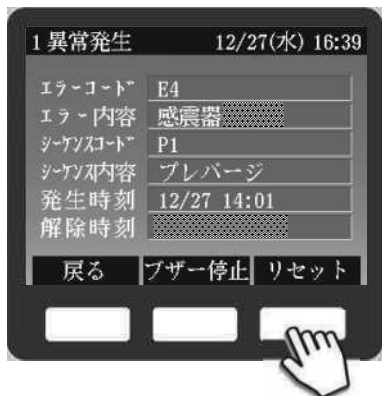 1 異常発生 12/27(水) 16:39
エラーコード E4
エラー内容 感震器
シーケンスコード P1
シーケンス内容 プレパージ
発生時刻 12/27 14:01
解除時刻
戻る ブザー停止 リセット